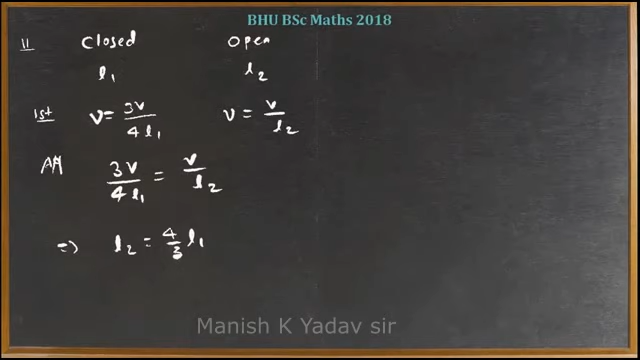 BHU BSc Maths 2018
11 Closed Open
l₁ l₂
1st ν = 3v/4l₁ ν = v/l₂
3v/4l₁ = v/l₂
=> l₂ = 4/3 l₁
Manish K Yadav sir